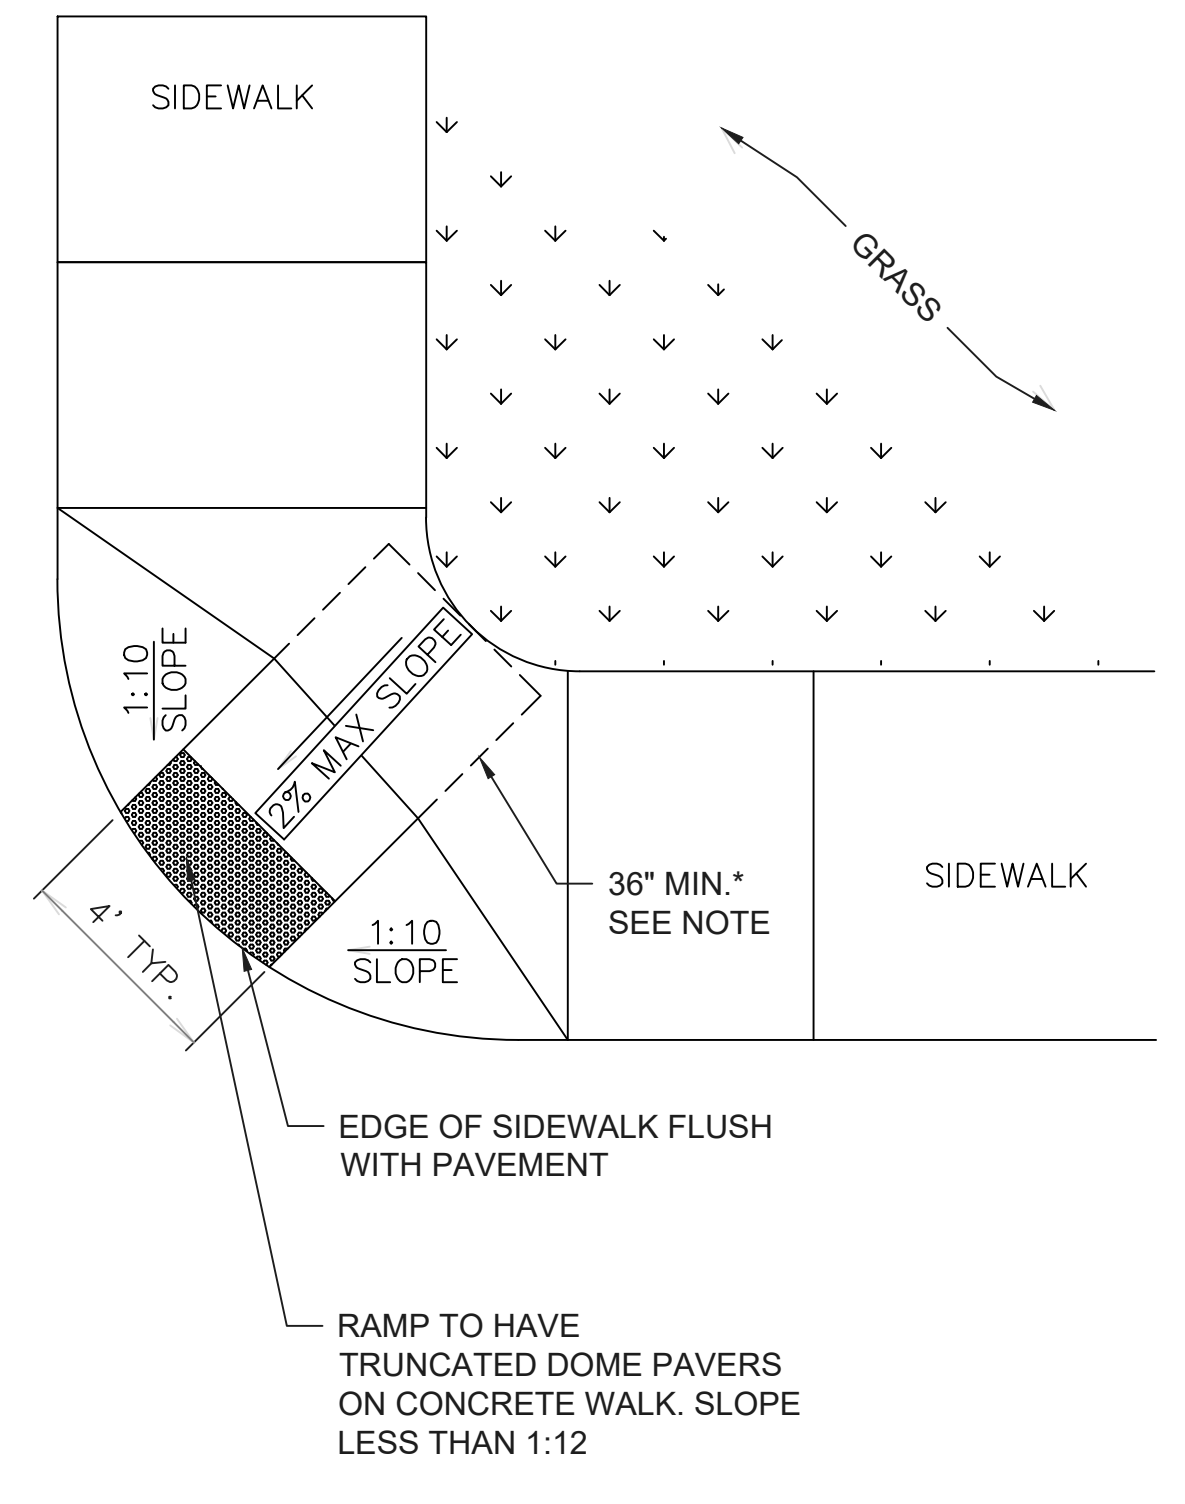 SIDEWALK
GRASS
1:10
SLOPE
2% MAX SLOPE
36" MIN.*
SEE NOTE
SIDEWALK
4' TYP.
1:10
SLOPE
EDGE OF SIDEWALK FLUSH
WITH PAVEMENT
RAMP TO HAVE
TRUNCATED DOME PAVERS
ON CONCRETE WALK. SLOPE
LESS THAN 1:12